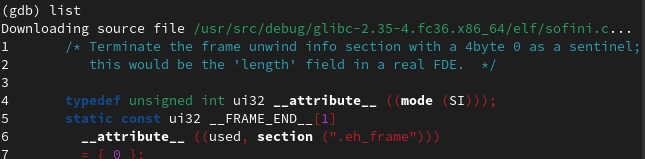 (gdb) list
Downloading source file /usr/src/debug/glibc-2.35-4.fc36.x86_64/elf/sofini.c...
1       /* Terminate the frame unwind info section with a 4byte 0 as a sentinel;
2          this would be the 'length' field in a real FDE.  */
3
4       typedef unsigned int ui32 __attribute__ ((mode (SI)));
5       static const ui32 __FRAME_END__[1]
6         __attribute__ ((used, section (".eh_frame")))
7         = { 0 };